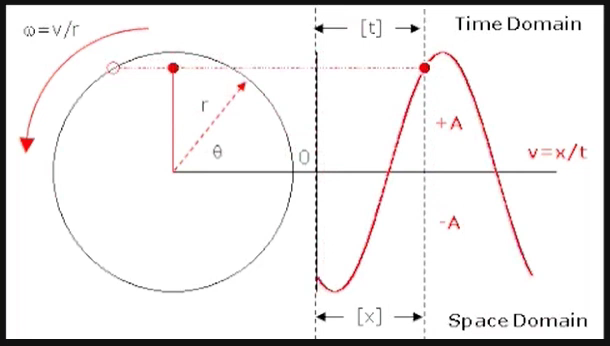 ω=v/r
[t]
Time Domain
r
+A
θ
0
v=x/t
-A
[x]
Space Domain